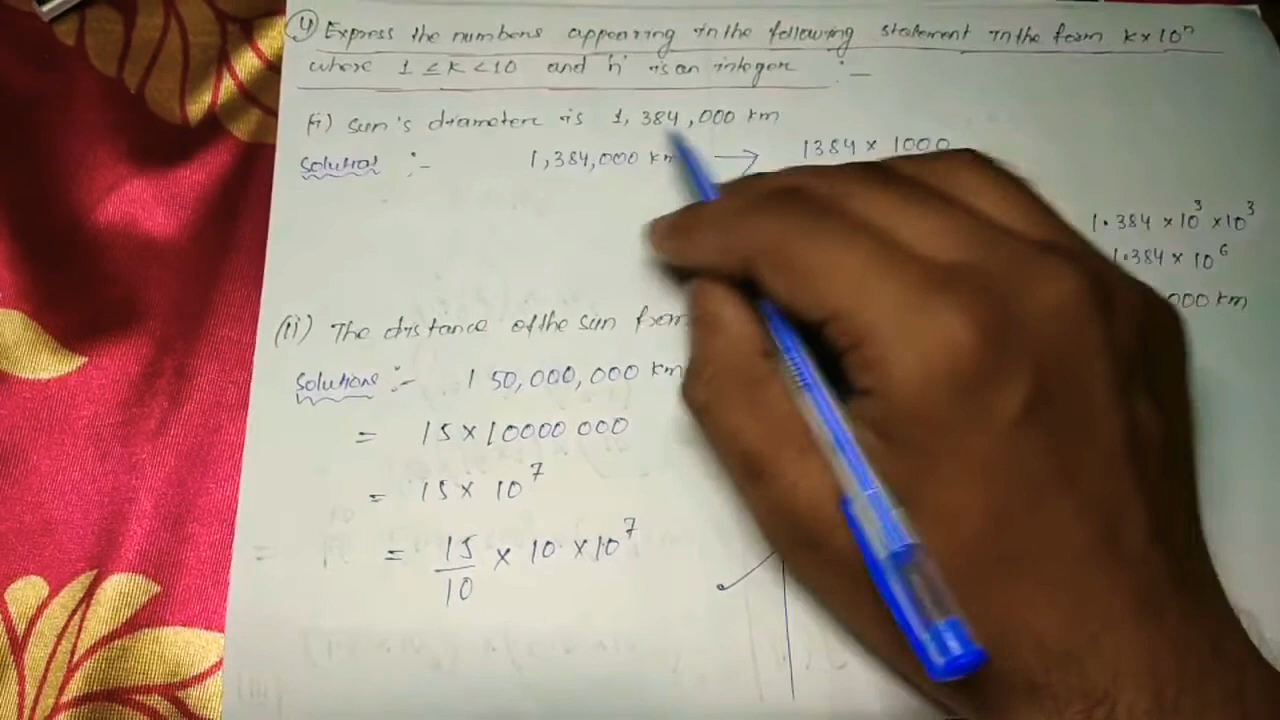 4) Express the numbers appearing in the following statement in the form K×10ⁿ
where 1 ≤ K < 10 and 'n' is an integer :-
(i) Sun's diameter is 1,384,000 km
Solution :- 1,384,000 km → 1384 × 1000
1.384 × 10³ × 10³
1.384 × 10⁶
000 km
(ii) The distance of the sun from
Solutions :- 150,000,000 km
= 15 × 10000 000
= 15 × 10⁷
= 15/10 × 10 × 10⁷